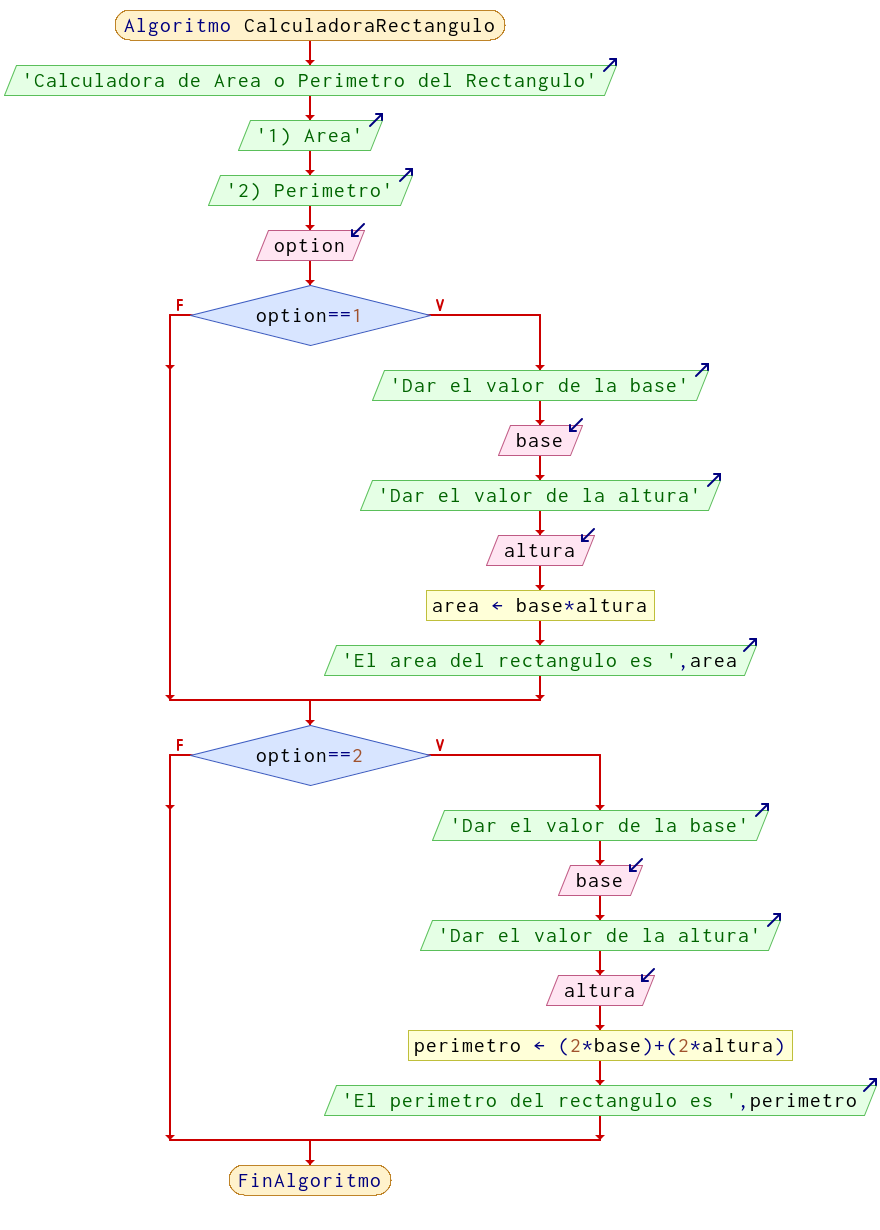 Algoritmo CalculadoraRectangulo
'Calculadora de Area o Perimetro del Rectangulo'
'1) Area'
'2) Perimetro'
option
F
V
option==1
'Dar el valor de la base'
base
'Dar el valor de la altura'
altura
area ← base*altura
'El area del rectangulo es ',area
F
V
option==2
'Dar el valor de la base'
base
'Dar el valor de la altura'
altura
perimetro ← (2*base)+(2*altura)
'El perimetro del rectangulo es ',perimetro
FinAlgoritmo